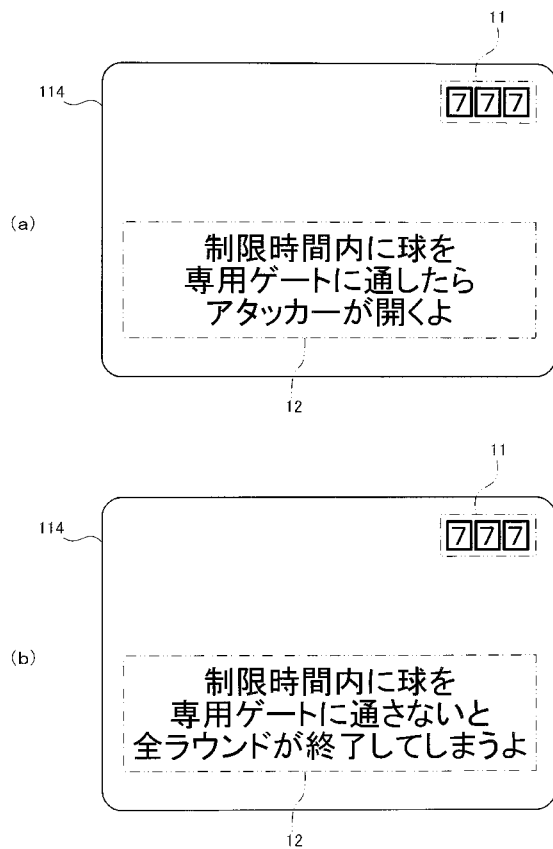 11
114
777
(a)
制限時間内に球を
専用ゲートに通したら
アタッカーが開くよ
12
11
114
777
(b)
制限時間内に球を
専用ゲートに通さないと
全ラウンドが終了してしまうよ
12